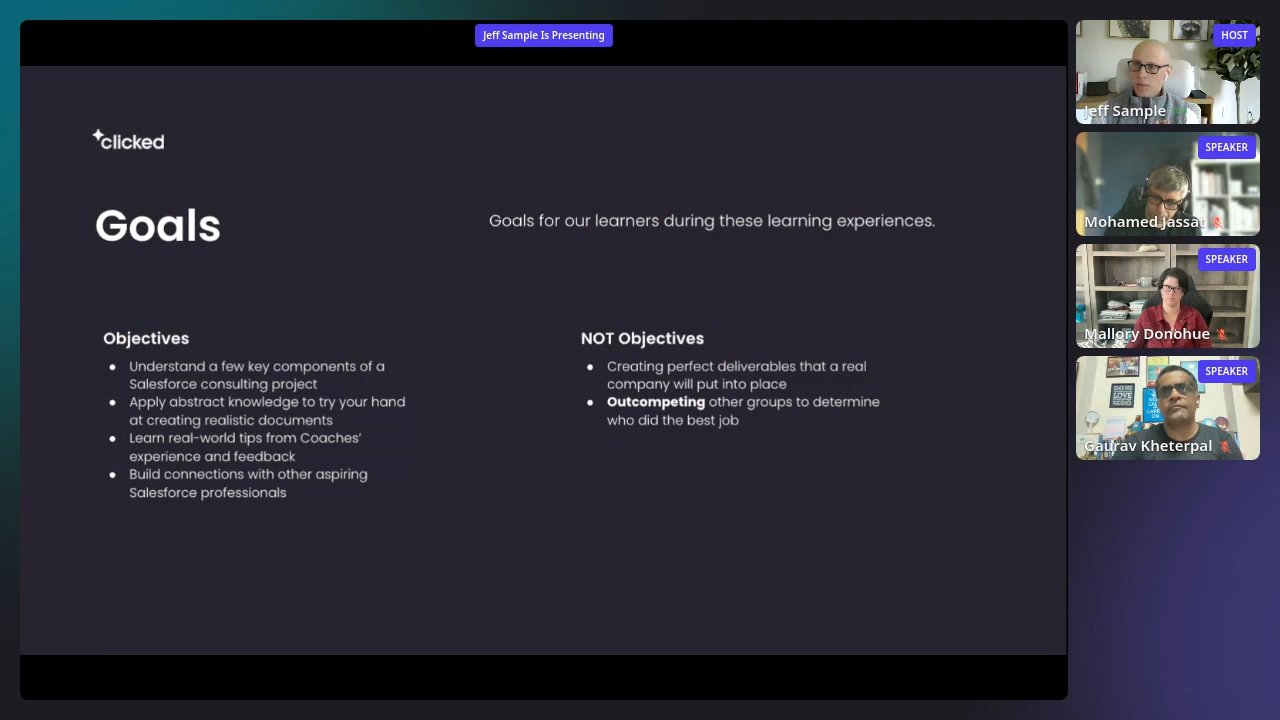 Jeff Sample Is Presenting
clicked
Goals
Goals for our learners during these learning experiences.
Objectives
● Understand a few key components of a
Salesforce consulting project
● Apply abstract knowledge to try your hand
at creating realistic documents
● Learn real-world tips from Coaches'
experience and feedback
● Build connections with other aspiring
Salesforce professionals
NOT Objectives
● Creating perfect deliverables that a real
company will put into place
● Outcompeting other groups to determine
who did the best job
HOST
Jeff Sample
SPEAKER
Mohamed Jassat
SPEAKER
Mallory Donohue
SPEAKER
Gaurav Kheterpal